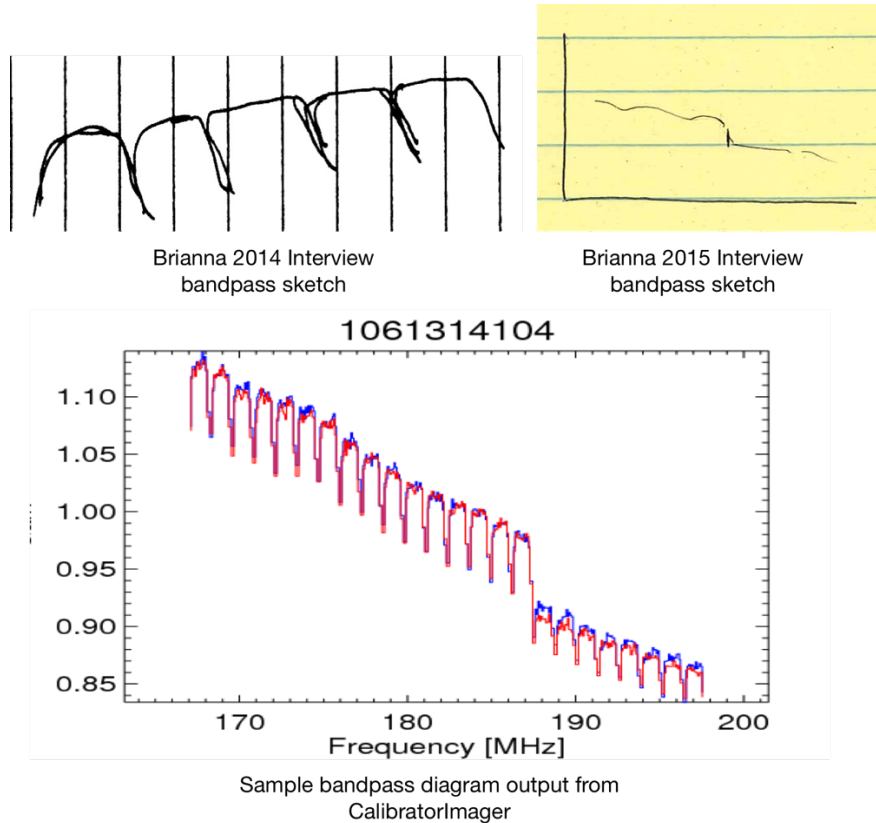 Brianna 2014 Interview
bandpass sketch
Brianna 2015 Interview
bandpass sketch
1061314104
1.10
1.05
1.00
0.95
0.90
0.85
170
180
190
200
Frequency [MHz]
Sample bandpass diagram output from
CalibratorImager